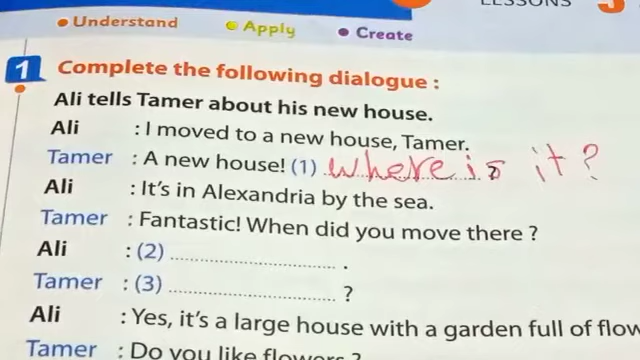 LESSONS 3
Understand Apply Create
1 Complete the following dialogue :
Ali tells Tamer about his new house.
Ali : I moved to a new house, Tamer.
Tamer : A new house! (1) Where is it?
Ali : It's in Alexandria by the sea.
Tamer : Fantastic! When did you move there ?
Ali : (2) .................................... .
Tamer : (3) .................................... ?
Ali : Yes, it's a large house with a garden full of
Tamer : Do you like flowers ?